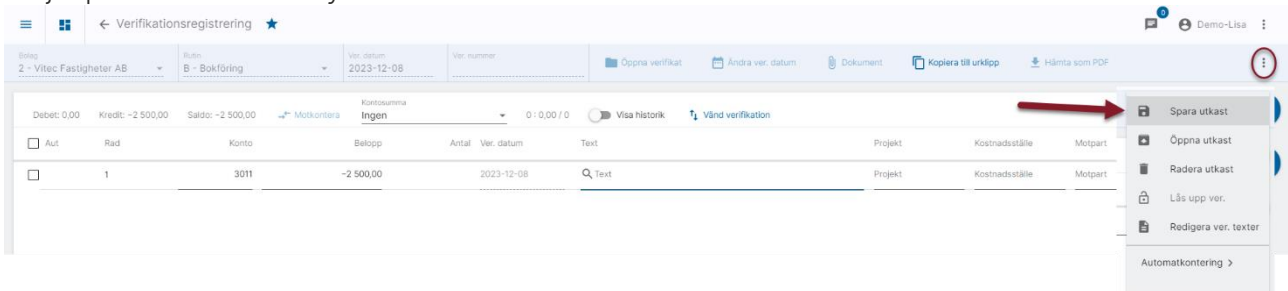 Verifikationsregistrering
0
Demo-Lisa
Bolag
Rutin
Ver. datum
Ver. nummer
2 - Vitec Fastigheter AB
B - Bokföring
2023-12-08
Öppna verifikat
Ändra ver. datum
Dokument
Kopiera till urklipp
Hämta som PDF
Debet: 0,00
Kredit: -2 500,00
Saldo: -2 500,00
Motkontera
Kontosumma
Ingen
0 : 0,00 / 0
Visa historik
Vänd verifikation
Aut
Rad
Konto
Belopp
Antal
Ver. datum
Text
Projekt
Kostnadsställe
Motpart
1
3011
-2 500,00
2023-12-08
Text
Projekt
Kostnadsställe
Motpart
Spara utkast
Öppna utkast
Radera utkast
Lås upp ver.
Redigera ver. texter
Automatkontering >